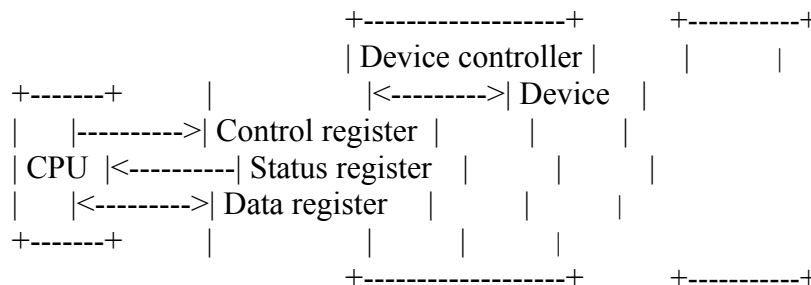 +-------------------+ +-----------+
| Device controller | | |
+-------+ | |<--------->| Device |
| |---------->| Control register | | |
| CPU |<----------| Status register | | |
| |<--------->| Data register | | |
+-------+ | | | |
+-------------------+ +-----------+